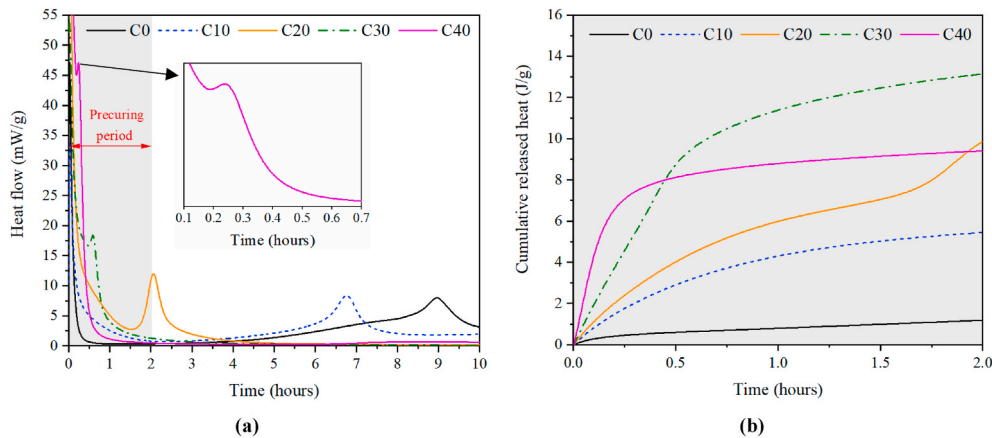 C0 C10 C20 C30 C40
55
50
45
40
35
30
25
20
15
10
5
0
Heat flow (mW/g)
Precuring
period
0.1 0.2 0.3 0.4 0.5 0.6 0.7
Time (hours)
0 1 2 3 4 5 6 7 8 9 10
Time (hours)
(a)
C0 C10 C20 C30 C40
16
14
12
10
8
6
4
2
0
Cumulative released heat (J/g)
0.0 0.5 1.0 1.5 2.0
Time (hours)
(b)